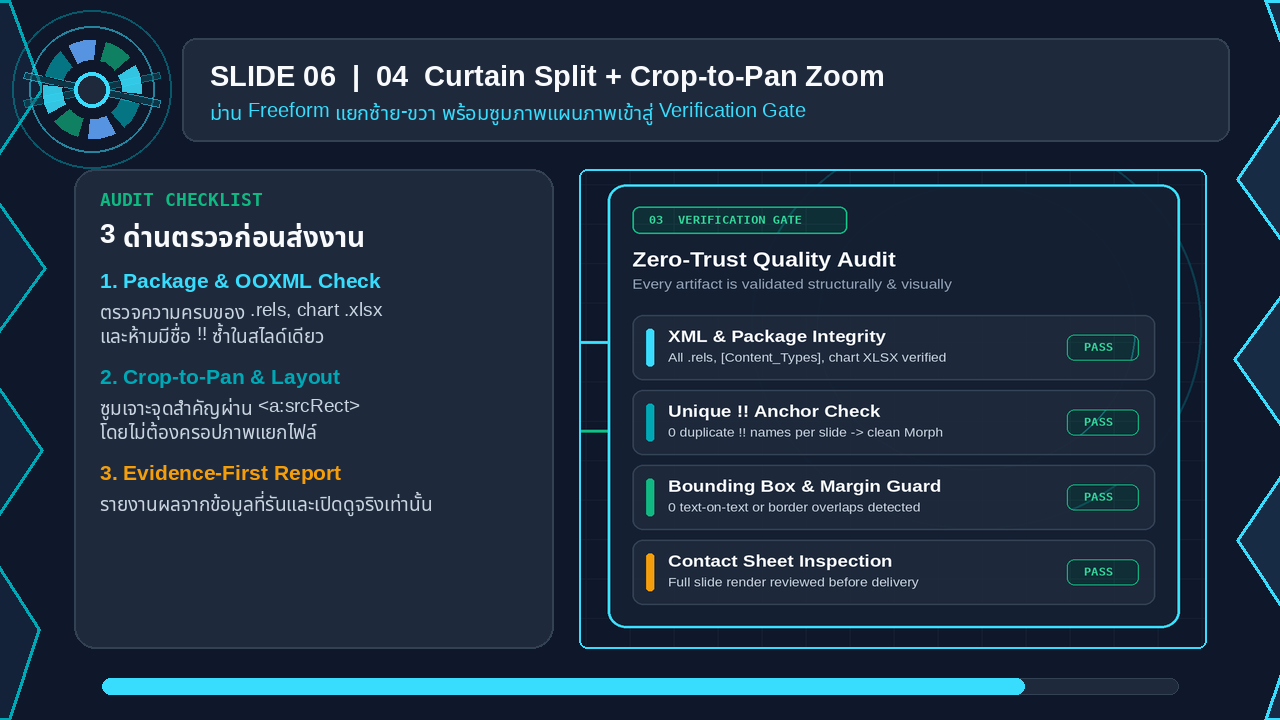 SLIDE 06 | 04 Curtain Split + Crop-to-Pan Zoom
ม่าน Freeform แยกซ้าย-ขวา พร้อมซูมภาพแผนภาพเข้าสู่ Verification Gate
AUDIT CHECKLIST
3 ด่านตรวจก่อนส่งงาน
1. Package & OOXML Check
ตรวจความครบของ .rels, chart .xlsx
และห้ามมีชื่อ !! ซ้ำในสไลด์เดียว
2. Crop-to-Pan & Layout
ซูมเจาะจุดสำคัญผ่าน <a:srcRect>
โดยไม่ต้องครอปภาพแยกไฟล์
3. Evidence-First Report
รายงานผลจากข้อมูลที่รันและเปิดดูจริงเท่านั้น
03 VERIFICATION GATE
Zero-Trust Quality Audit
Every artifact is validated structurally & visually
XML & Package Integrity
All .rels, [Content_Types], chart XLSX verified
PASS
Unique !! Anchor Check
0 duplicate !! names per slide -> clean Morph
PASS
Bounding Box & Margin Guard
0 text-on-text or border overlaps detected
PASS
Contact Sheet Inspection
Full slide render reviewed before delivery
PASS